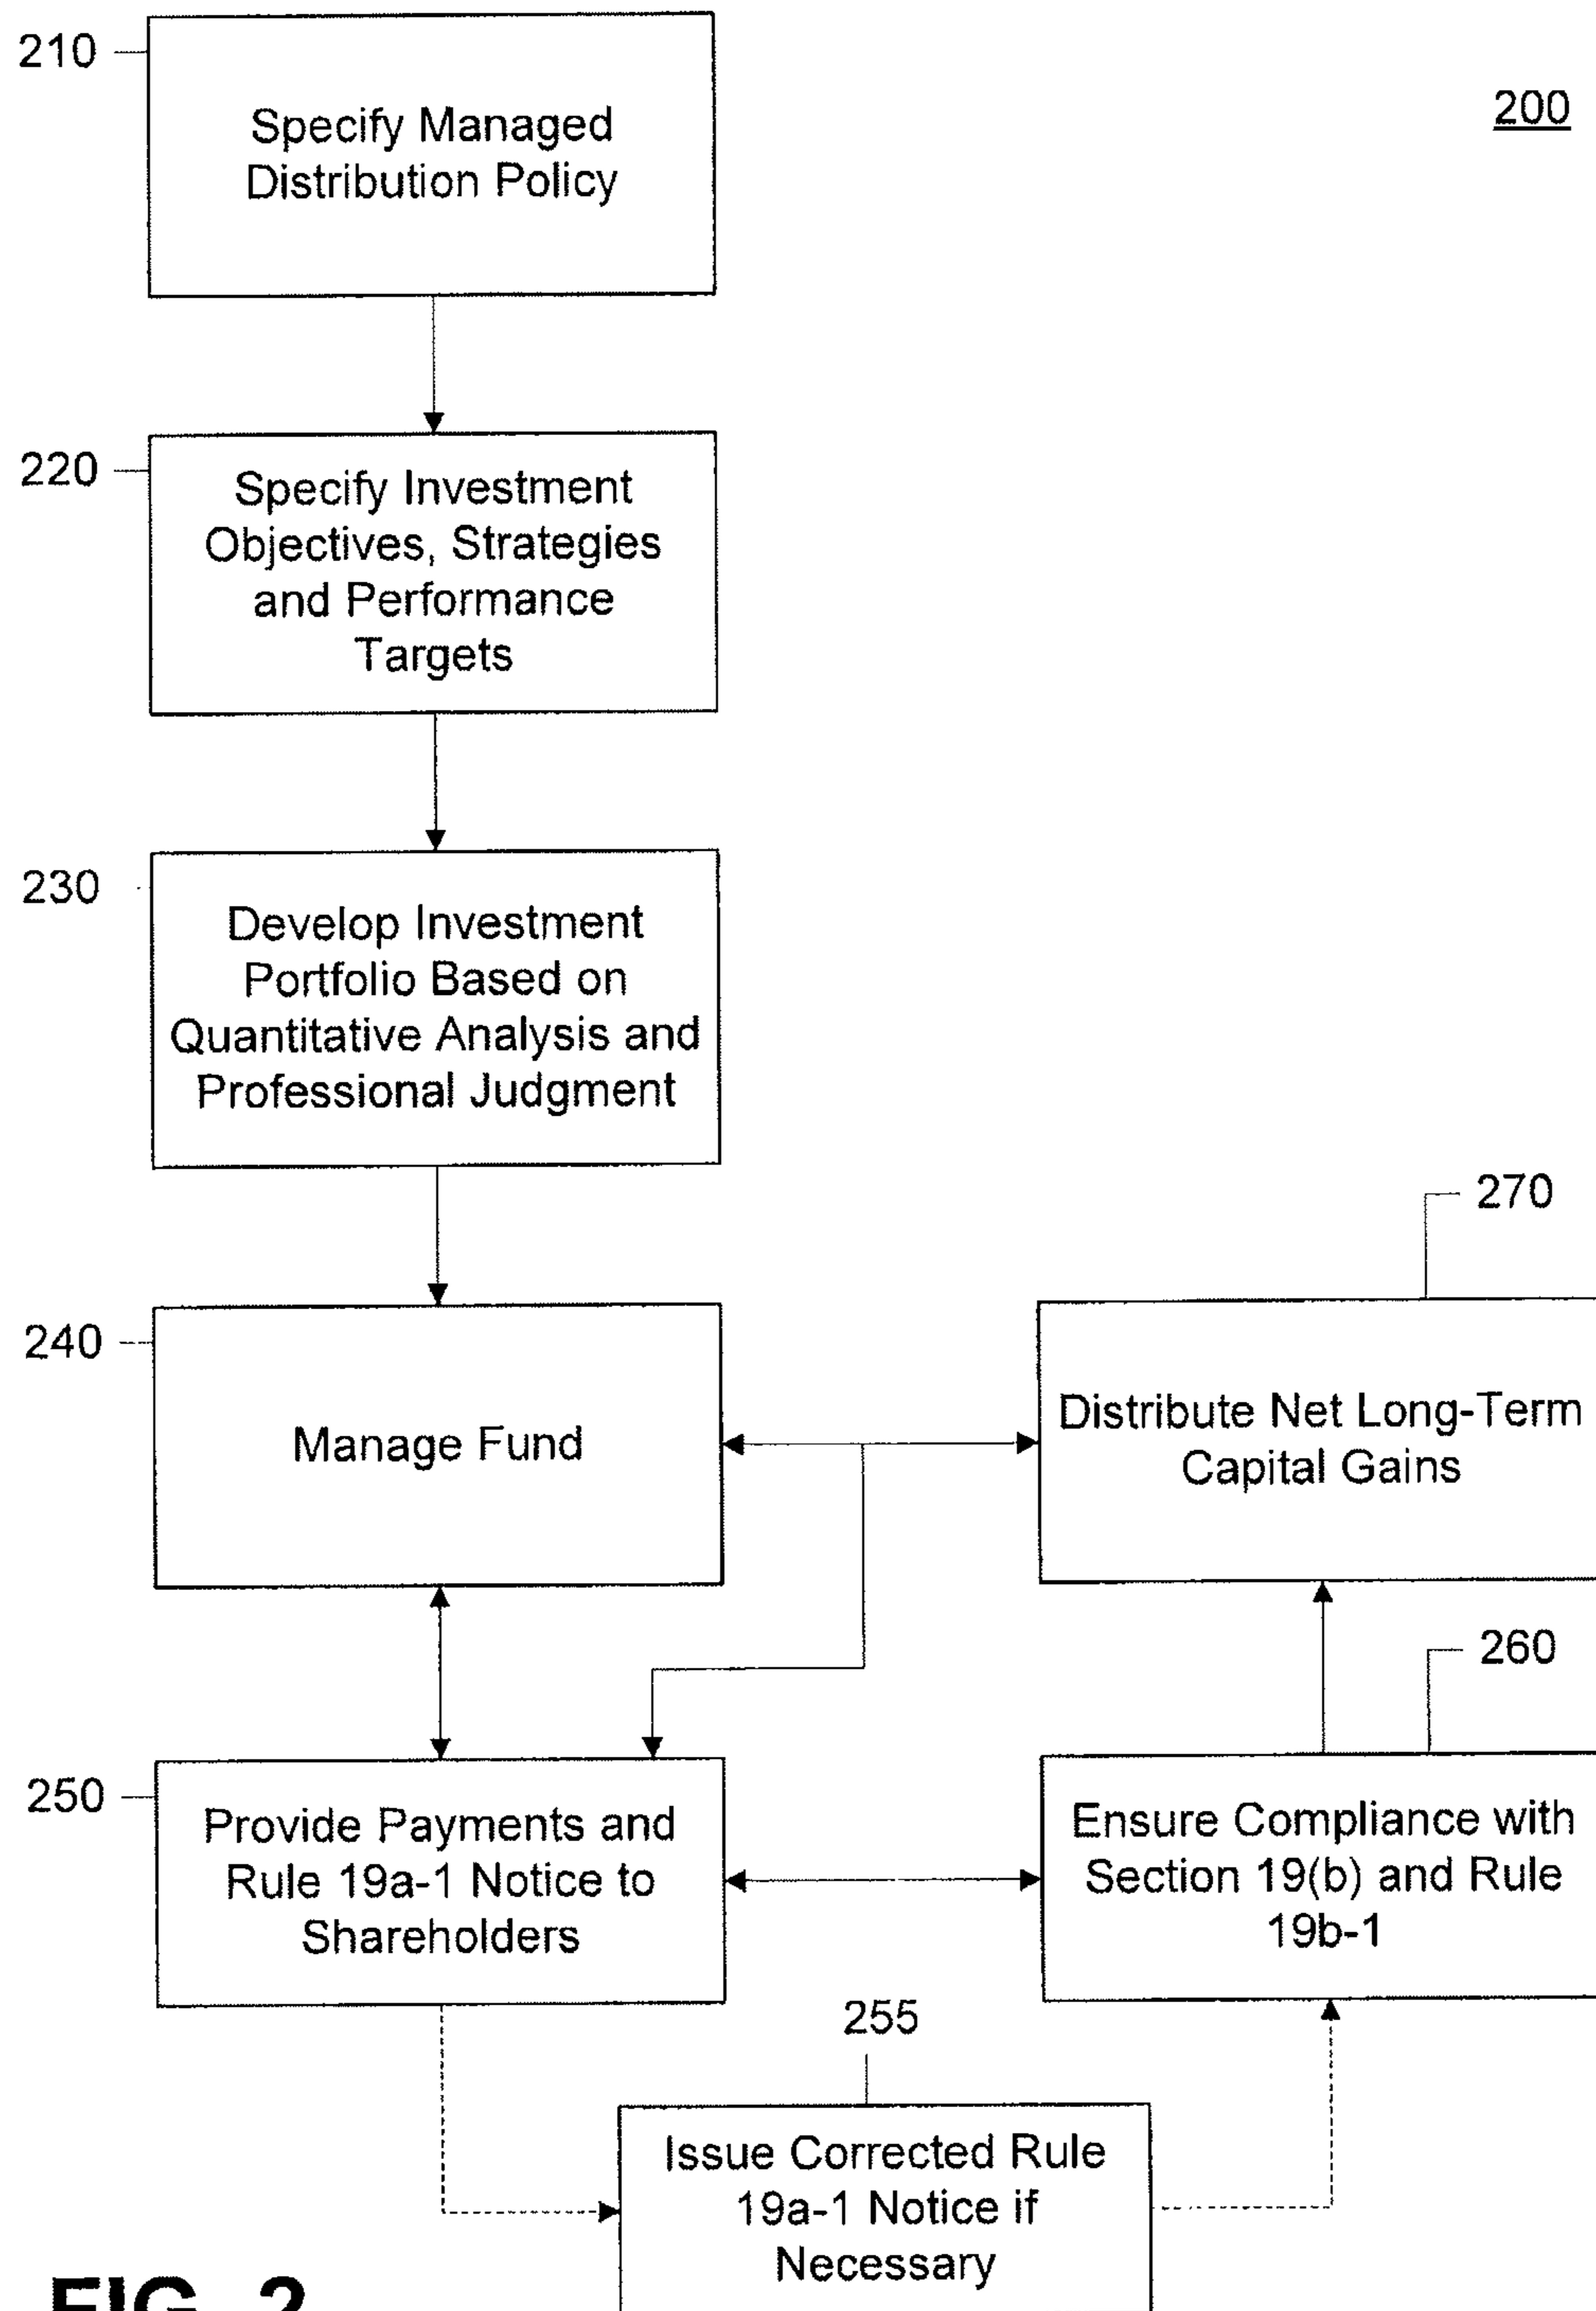 210
200
Specify Managed
Distribution Policy
220
Specify Investment
Objectives, Strategies
and Performance
Targets
230
Develop Investment
Portfolio Based on
Quantitative Analysis and
Professional Judgment
270
240
Manage Fund
Distribute Net Long-Term
Capital Gains
260
250
Provide Payments and
Rule 19a-1 Notice to
Shareholders
Ensure Compliance with
Section 19(b) and Rule
19b-1
255
Issue Corrected Rule
19a-1 Notice if
Necessary
FIG. 2